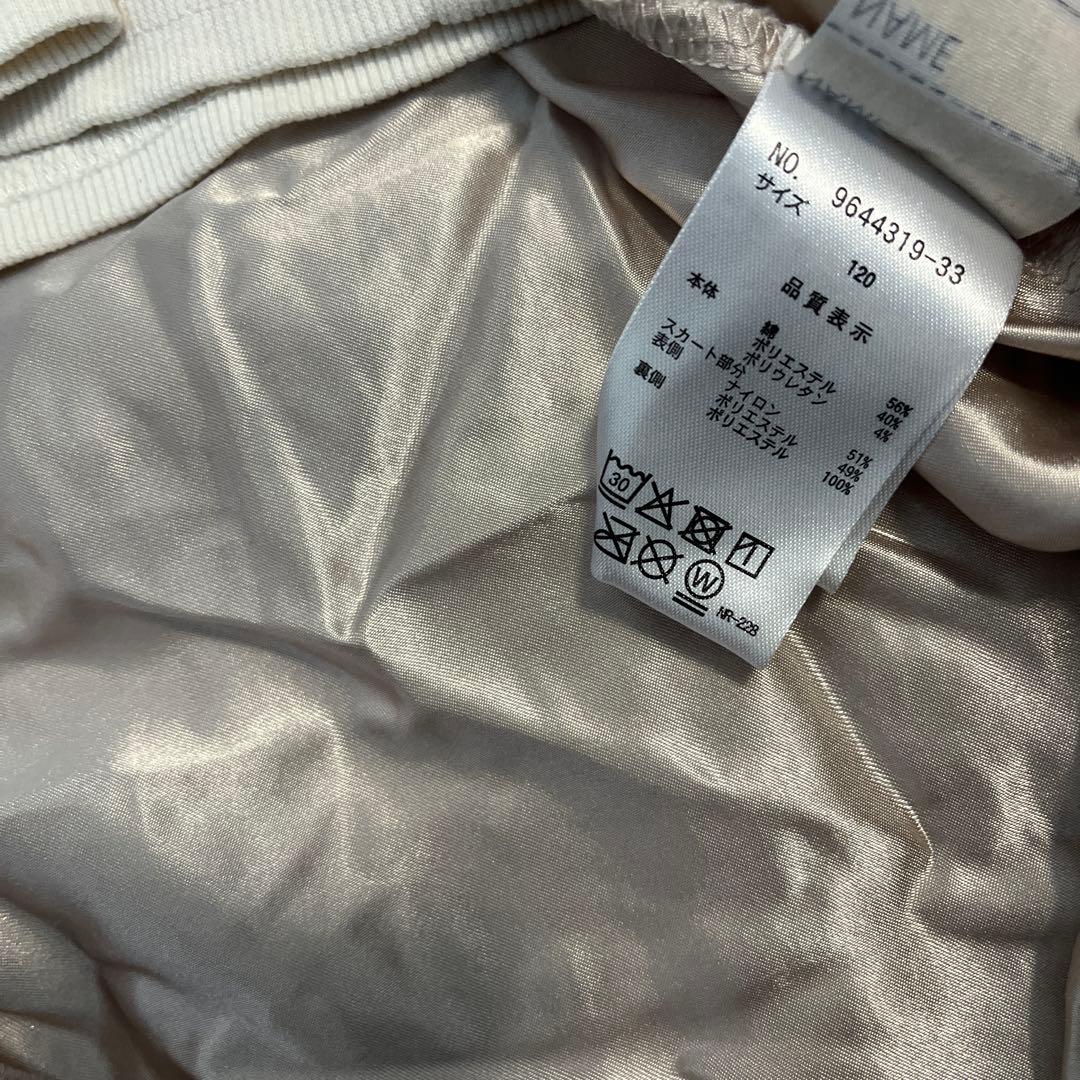 NAME
NAME
NO. 9644319-33
サイズ 120
品質表示
本体 綿 56%
ポリエステル 40%
ポリウレタン 4%
スカート部分
表側 ナイロン 51%
ポリエステル 49%
裏側 ポリエステル 100%
30
W
NR-228